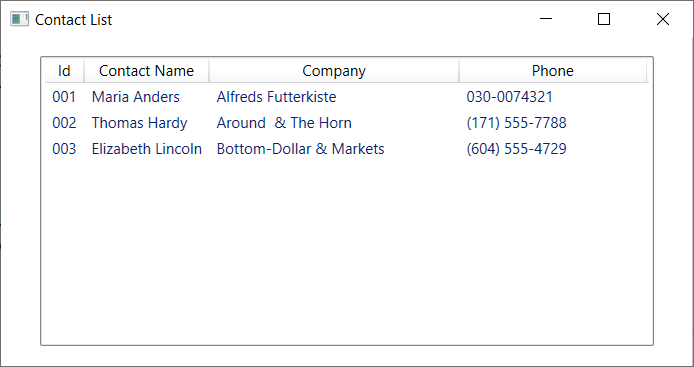 Contact List
Id Contact Name Company Phone
001 Maria Anders Alfreds Futterkiste 030-0074321
002 Thomas Hardy Around  & The Horn (171) 555-7788
003 Elizabeth Lincoln Bottom-Dollar & Markets (604) 555-4729